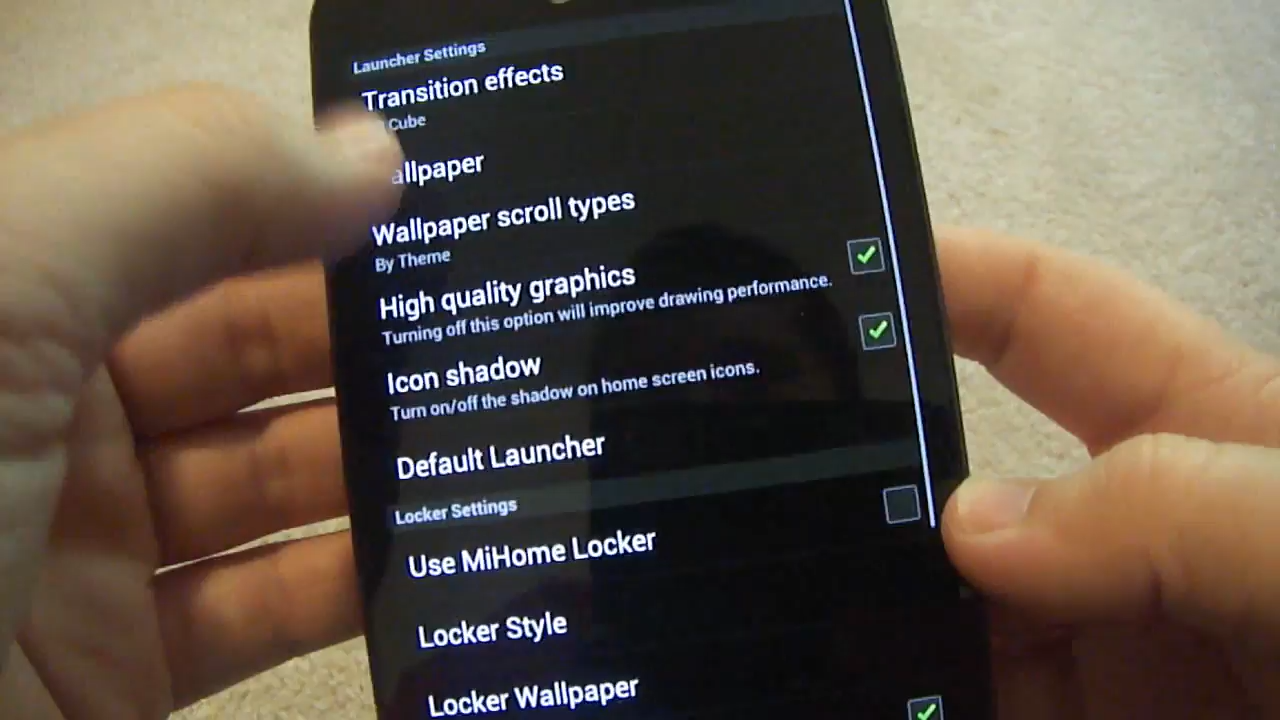 Launcher Settings
Transition effects
Cube
allpaper
Wallpaper scroll types
By Theme
High quality graphics
Turning off this option will improve drawing performance.
Icon shadow
Turn on/off the shadow on home screen icons.
Default Launcher
Locker Settings
Use MiHome Locker
Locker Style
Locker Wallpaper